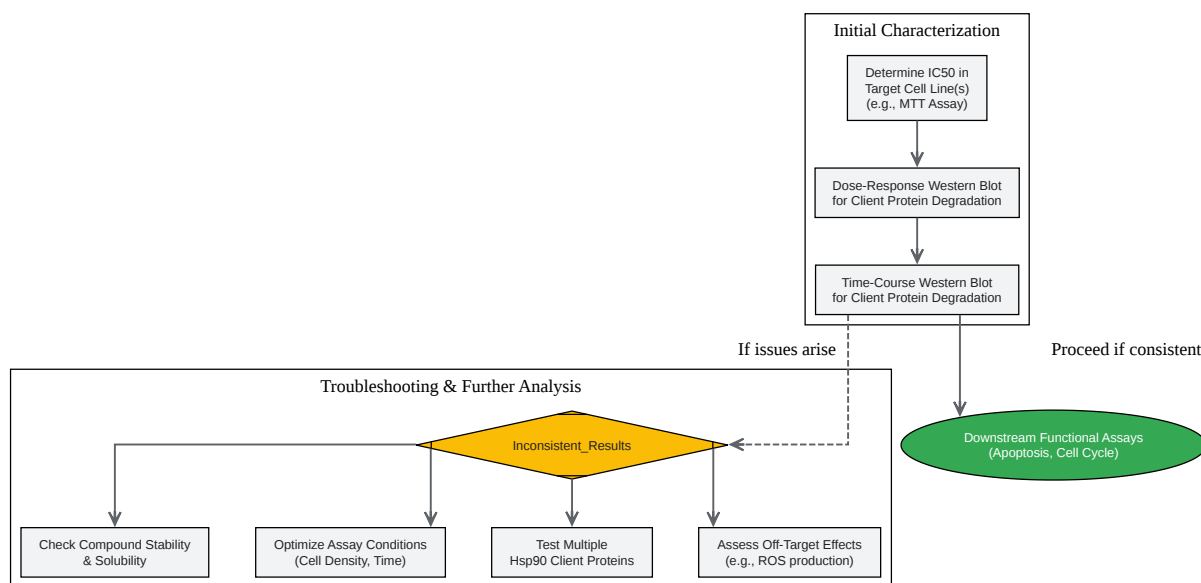 Initial Characterization
Determine IC50 in
Target Cell Line(s)
(e.g., MTT Assay)
Dose-Response Western Blot
for Client Protein Degradation
Time-Course Western Blot
for Client Protein Degradation
If issues arise
Proceed if consistent
Troubleshooting & Further Analysis
Inconsistent_Results
Downstream Functional Assays
(Apoptosis, Cell Cycle)
Check Compound Stability
& Solubility
Optimize Assay Conditions
(Cell Density, Time)
Test Multiple
Hsp90 Client Proteins
Assess Off-Target Effects
(e.g., ROS production)